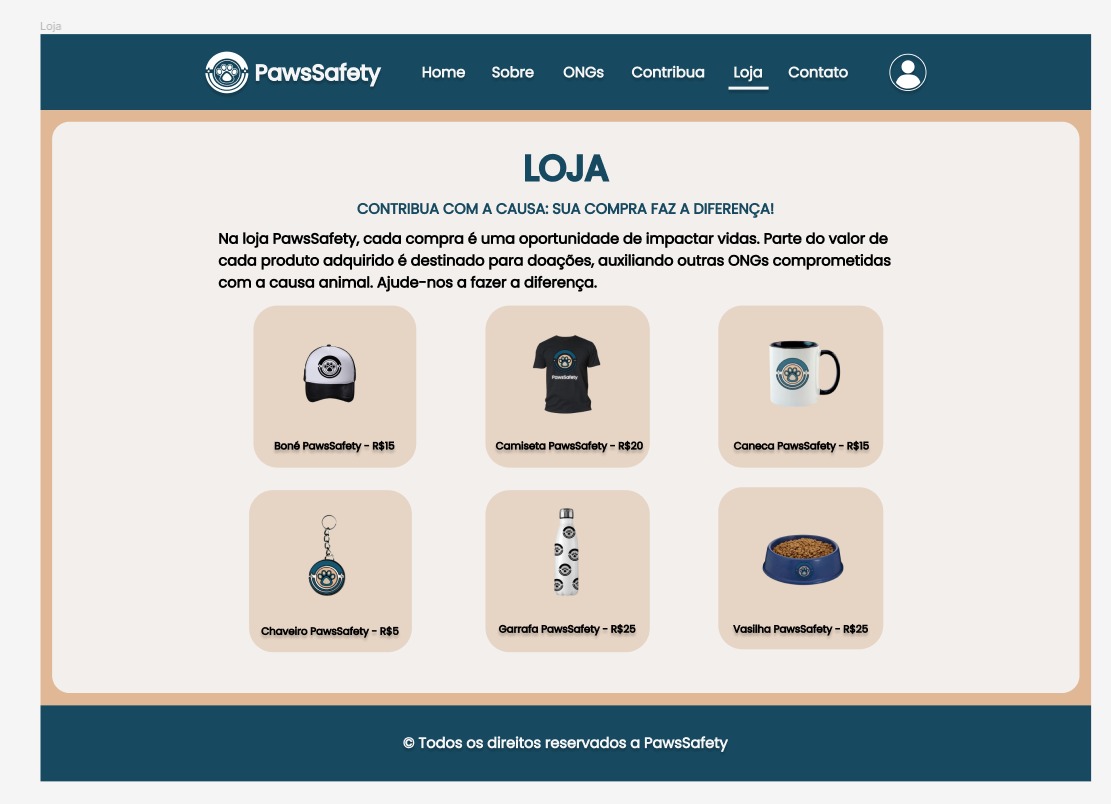 Loja
PawsSafety Home Sobre ONGs Contribua Loja Contato
LOJA
CONTRIBUA COM A CAUSA: SUA COMPRA FAZ A DIFERENÇA!
Na loja PawsSafety, cada compra é uma oportunidade de impactar vidas. Parte do valor de
cada produto adquirido é destinado para doações, auxiliando outras ONGs comprometidas
com a causa animal. Ajude-nos a fazer a diferença.
PawsSafety
Boné PawsSafety - R$15
Camiseta PawsSafety - R$20
Caneca PawsSafety - R$15
Chaveiro PawsSafety - R$5
Garrafa PawsSafety - R$25
Vasilha PawsSafety - R$25
© Todos os direitos reservados a PawsSafety